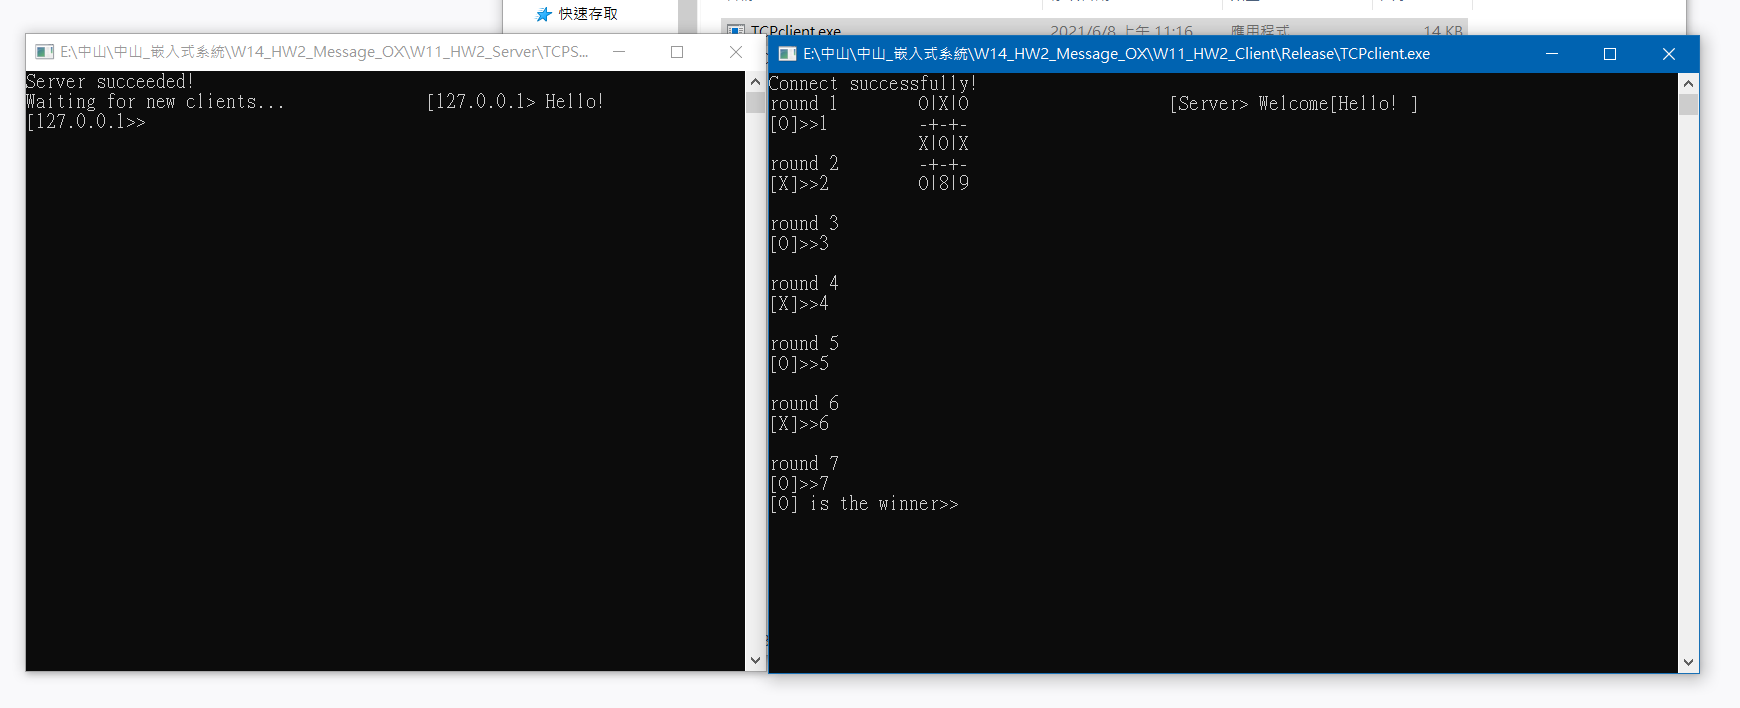 快速存取
TCPclient.exe
2021/6/8 上午 11:16
應用程式
14 KB
E:\中山\中山_嵌入式系統\W14_HW2_Message_OX\W11_HW2_Server\TCPS...
Server succeeded!
Waiting for new clients... [127.0.0.1> Hello!
[127.0.0.1>>
E:\中山\中山_嵌入式系統\W14_HW2_Message_OX\W11_HW2_Client\Release\TCPclient.exe
Connect successfully!
round 1 O|X|O [Server> Welcome[Hello! ]
[O]>>1 -+-+-
X|O|X
round 2 -+-+-
[X]>>2 O|8|9
round 3
[O]>>3
round 4
[X]>>4
round 5
[O]>>5
round 6
[X]>>6
round 7
[O]>>7
[O] is the winner>>